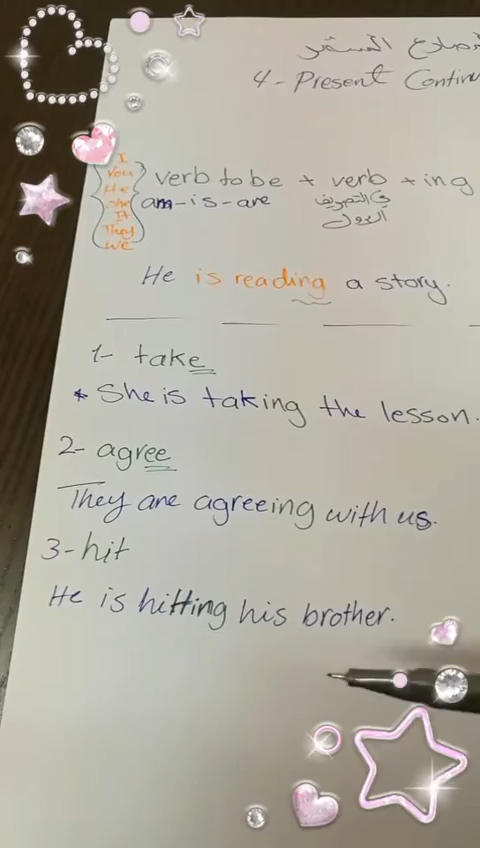 المضارع المستمر
4- Present Continu
I
You
He
She
It
They
we
verb to be + verb + ing
am-is-are
في التصريف
الاول
He is reading a story.
1- take
* She is taking the lesson.
2- agree
They are agreeing with us.
3- hit
He is hitting his brother.